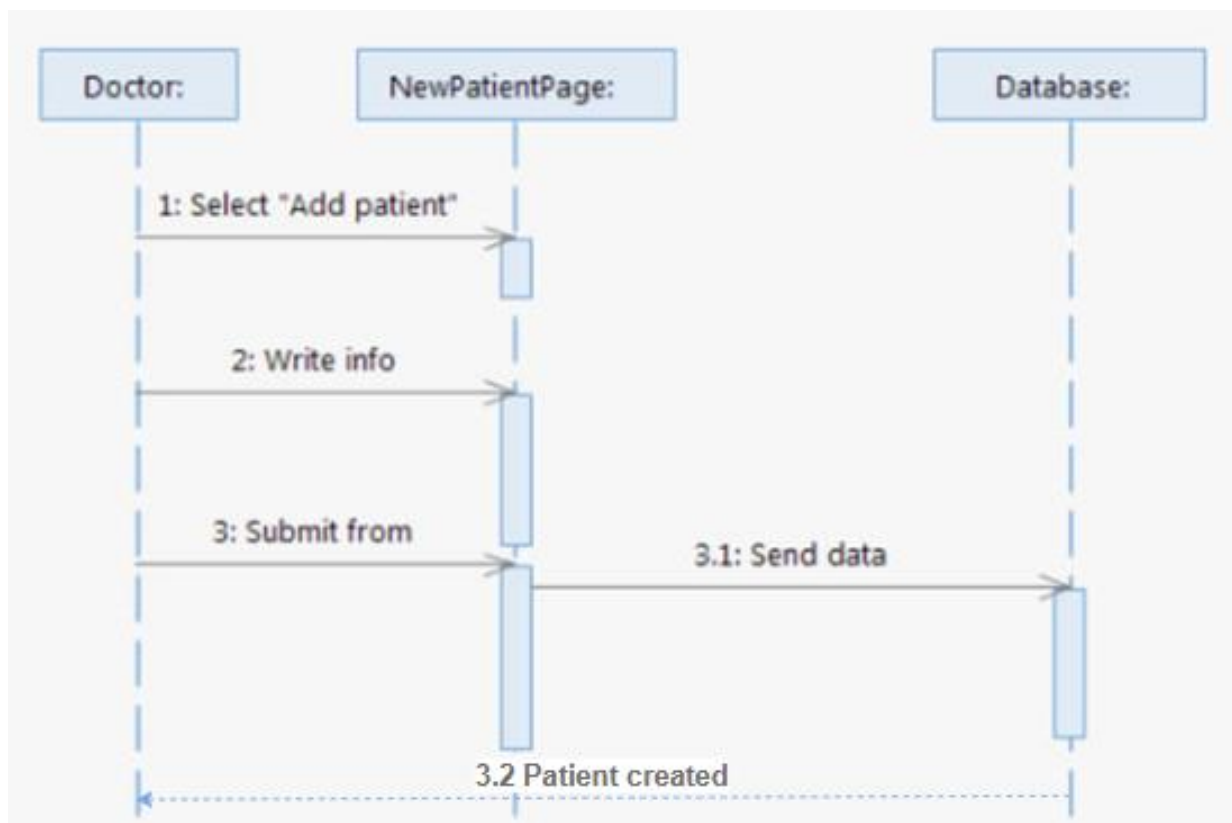 Doctor:
NewPatientPage:
Database:
1: Select "Add patient"
2: Write info
3: Submit from
3.1: Send data
3.2 Patient created